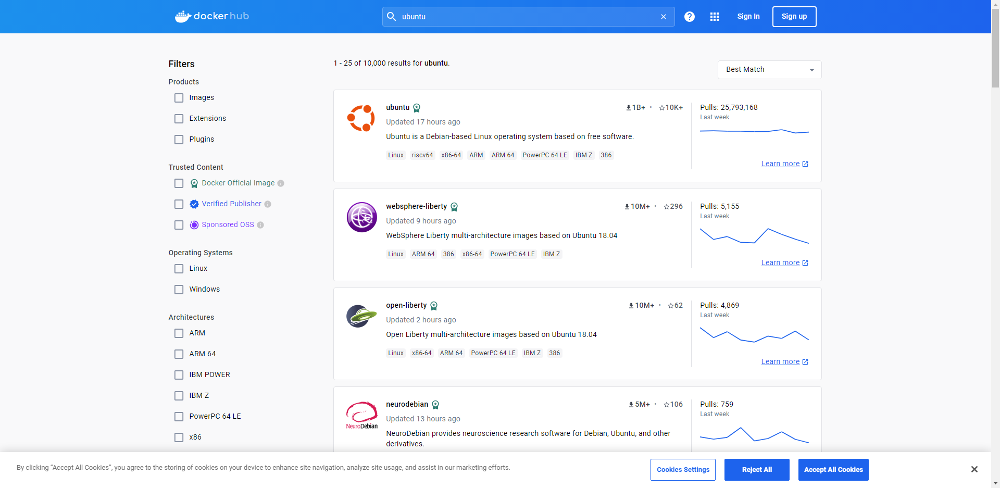 docker hub
ubuntu
Sign In
Sign up
Filters
Products
Images
Extensions
Plugins
Trusted Content
Docker Official Image
Verified Publisher
Sponsored OSS
Operating Systems
Linux
Windows
Architectures
ARM
ARM 64
IBM POWER
IBM Z
PowerPC 64 LE
x86
1 - 25 of 10,000 results for ubuntu.
Best Match
ubuntu
1B+ • 10K+
Updated 17 hours ago
Ubuntu is a Debian-based Linux operating system based on free software.
Linux riscv64 x86-64 ARM ARM 64 PowerPC 64 LE IBM Z 386
Pulls: 25,793,168
Last week
Learn more
websphere-liberty
10M+ • 296
Updated 9 hours ago
WebSphere Liberty multi-architecture images based on Ubuntu 18.04
Linux ARM 64 386 x86-64 PowerPC 64 LE IBM Z
Pulls: 5,155
Last week
Learn more
open-liberty
10M+ • 62
Updated 2 hours ago
Open Liberty multi-architecture images based on Ubuntu 18.04
Linux x86-64 ARM 64 PowerPC 64 LE IBM Z 386
Pulls: 4,869
Last week
Learn more
NeuroDebian
neurodebian
5M+ • 106
Updated 13 hours ago
NeuroDebian provides neuroscience research software for Debian, Ubuntu, and other
derivatives.
Pulls: 759
Last week
By clicking “Accept All Cookies”, you agree to the storing of cookies on your device to enhance site navigation, analyze site usage, and assist in our marketing efforts.
Cookies Settings
Reject All
Accept All Cookies